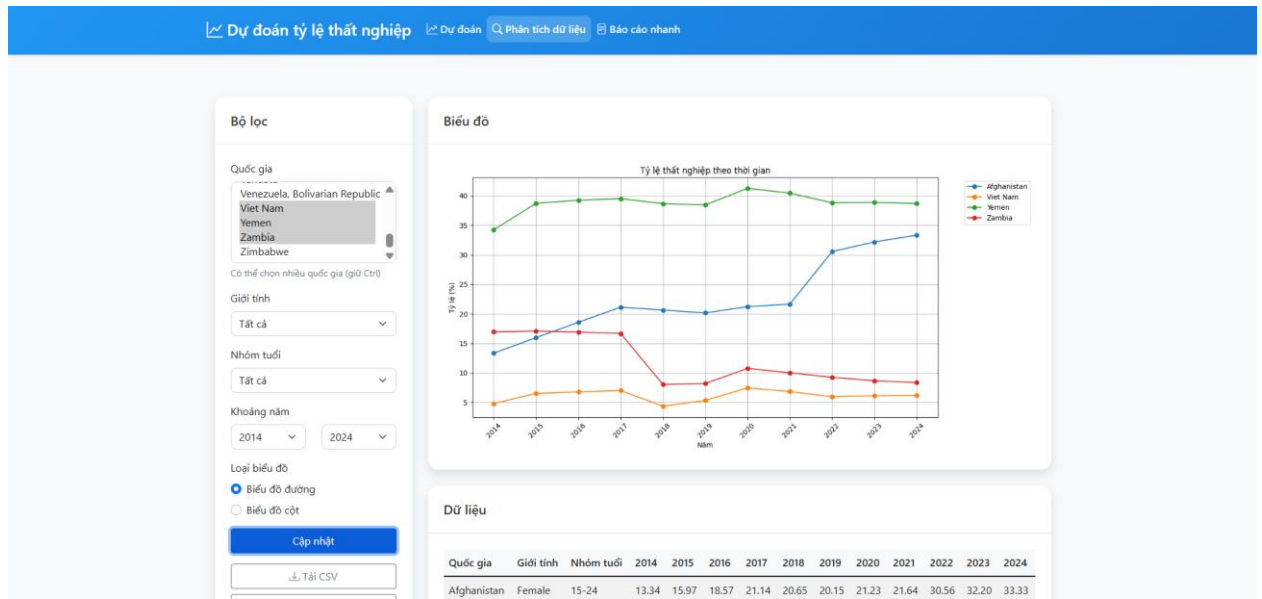 Dự đoán tỷ lệ thất nghiệp Dự đoán Phân tích dữ liệu Báo cáo nhanh
Bộ lọc
Quốc gia
Venezuela, Bolivarian Republic
Viet Nam
Yemen
Zambia
Zimbabwe
Có thể chọn nhiều quốc gia (giữ Ctrl)
Giới tính
Tất cả
Nhóm tuổi
Tất cả
Khoảng năm
2014 2024
Loại biểu đồ
Biểu đồ đường
Biểu đồ cột
Cập nhật
Tải CSV
Biểu đồ
Tỷ lệ thất nghiệp theo thời gian
Tỷ lệ (%)
40
35
30
25
20
15
10
5
2014 2015 2016 2017 2018 2019 2020 2021 2022 2023 2024
Năm
Afghanistan
Viet Nam
Yemen
Zambia
Dữ liệu
Quốc gia Giới tính Nhóm tuổi 2014 2015 2016 2017 2018 2019 2020 2021 2022 2023 2024
Afghanistan Female 15-24 13.34 15.97 18.57 21.14 20.65 20.15 21.23 21.64 30.56 32.20 33.33